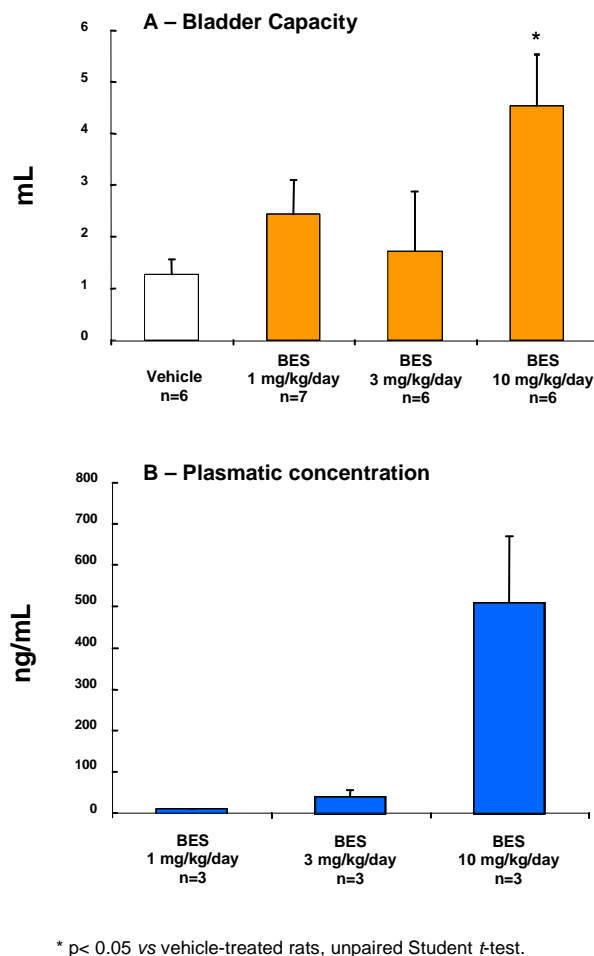 A – Bladder Capacity
6
5
4
3
2
1
0
mL
*
Vehicle
n=6
BES
1 mg/kg/day
n=7
BES
3 mg/kg/day
n=6
BES
10 mg/kg/day
n=6
B – Plasmatic concentration
800
700
600
500
400
300
200
100
0
ng/mL
BES
1 mg/kg/day
n=3
BES
3 mg/kg/day
n=3
BES
10 mg/kg/day
n=3
* p< 0.05 vs vehicle-treated rats, unpaired Student t-test.